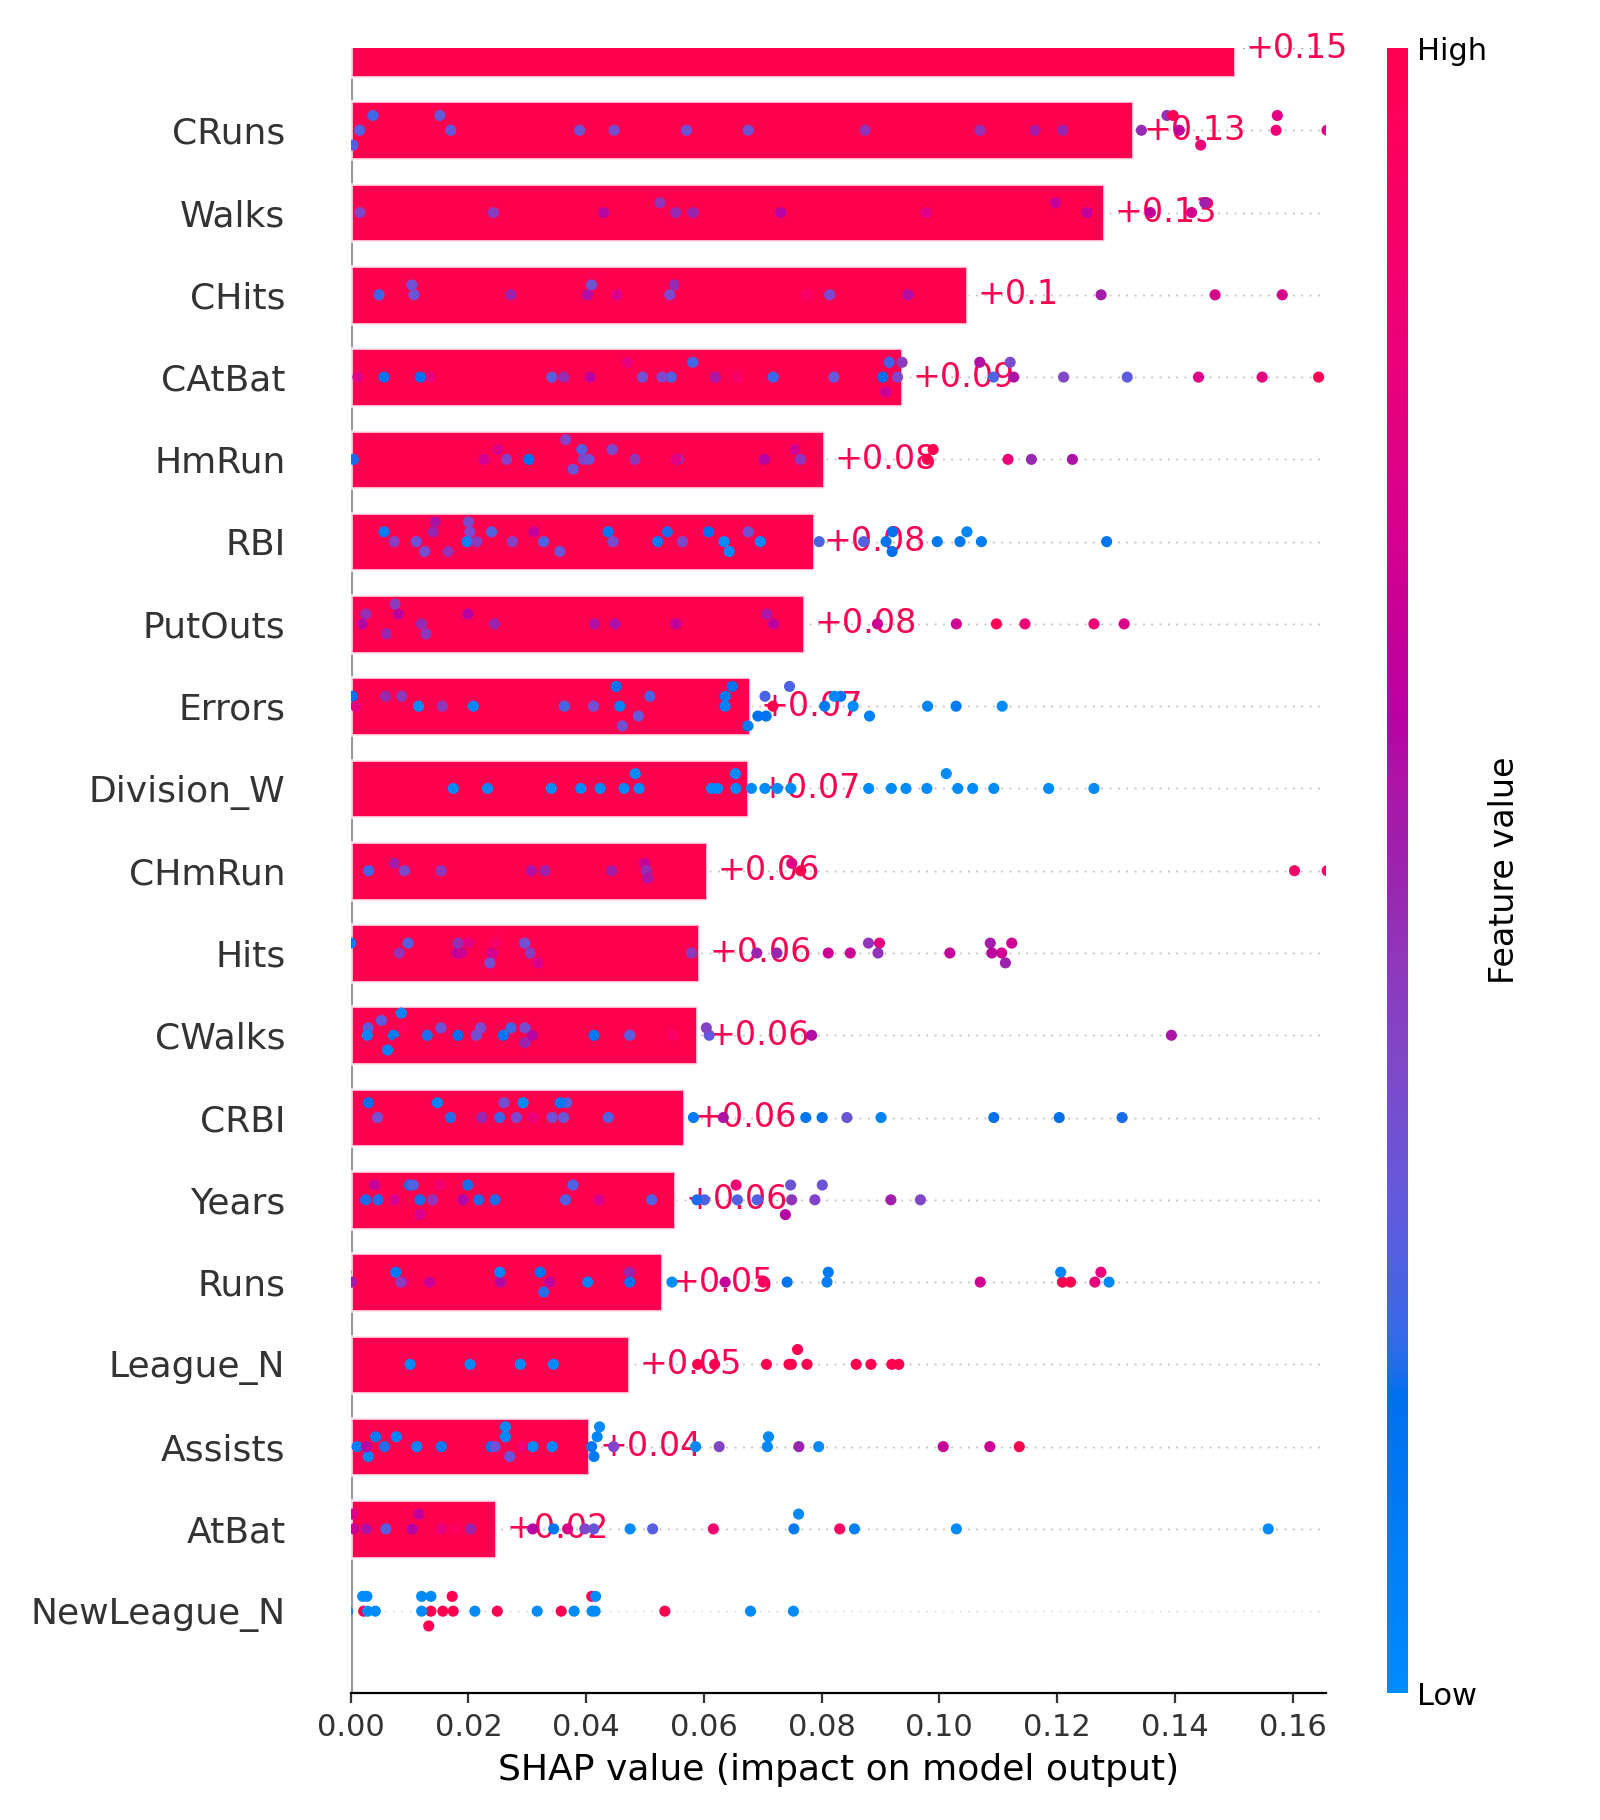 +0.15
High
CRuns
+0.13
Walks
+0.13
CHits
+0.1
CAtBat
+0.09
HmRun
+0.08
RBI
+0.08
PutOuts
+0.08
Errors
+0.07
Division_W
+0.07
CHmRun
+0.06
Hits
+0.06
CWalks
+0.06
CRBI
+0.06
Years
+0.06
Runs
+0.05
League_N
+0.05
Assists
+0.04
AtBat
+0.02
NewLeague_N
Feature value
Low
0.00 0.02 0.04 0.06 0.08 0.10 0.12 0.14 0.16
SHAP value (impact on model output)